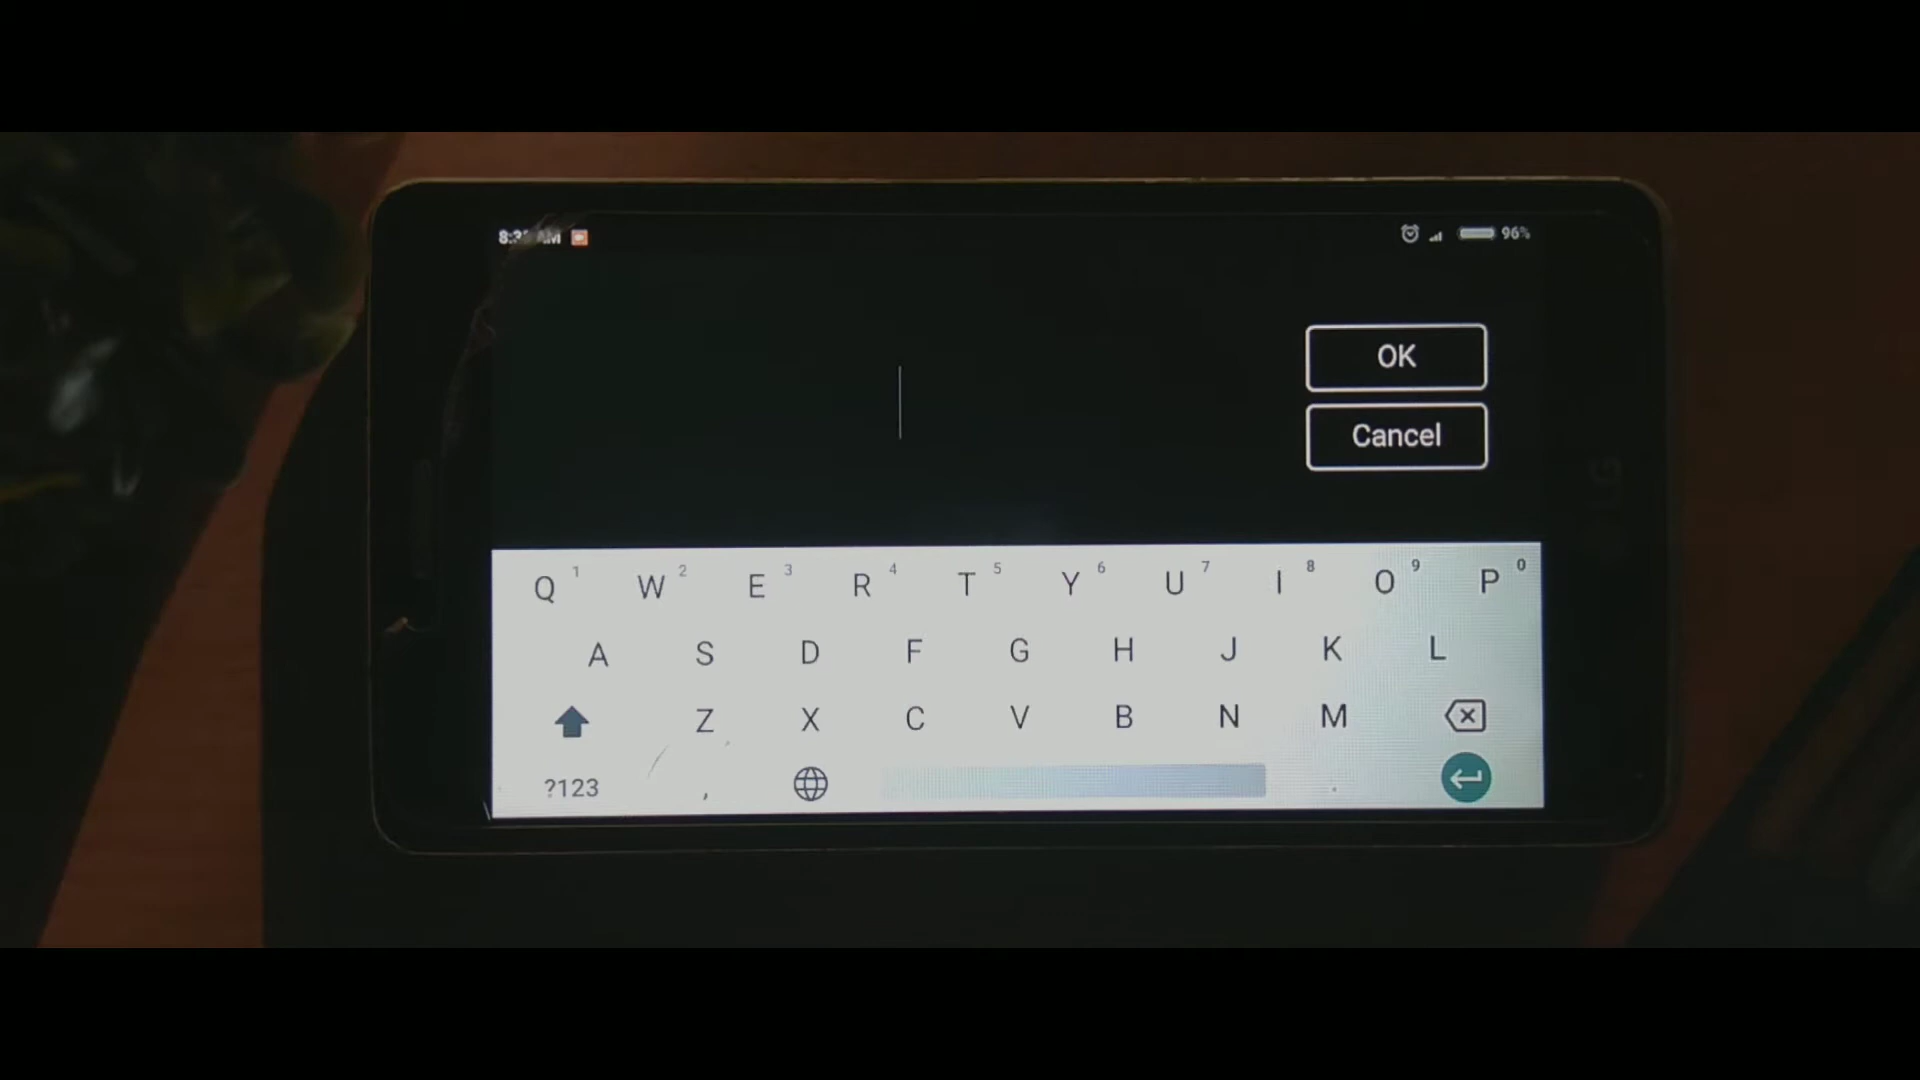 96%
OK
Cancel
Q 1 W 2 E 3 R 4 T 5 Y 6 U 7 I 8 O 9 P 0
A S D F G H J K L
Z X C V B N M
?123 , .